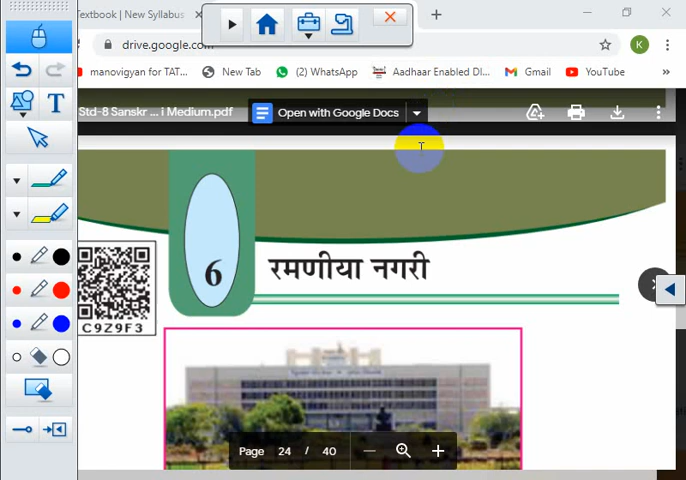 Textbook | New Syllabus
drive.google.com
K
manovigyan for TAT...
New Tab
(2) WhatsApp
Aadhaar Enabled DI...
Gmail
YouTube
»
Std-8 Sanskr ... i Medium.pdf
Open with Google Docs
T
6
रमणीया नगरी
C9Z9F3
Page 24 / 40